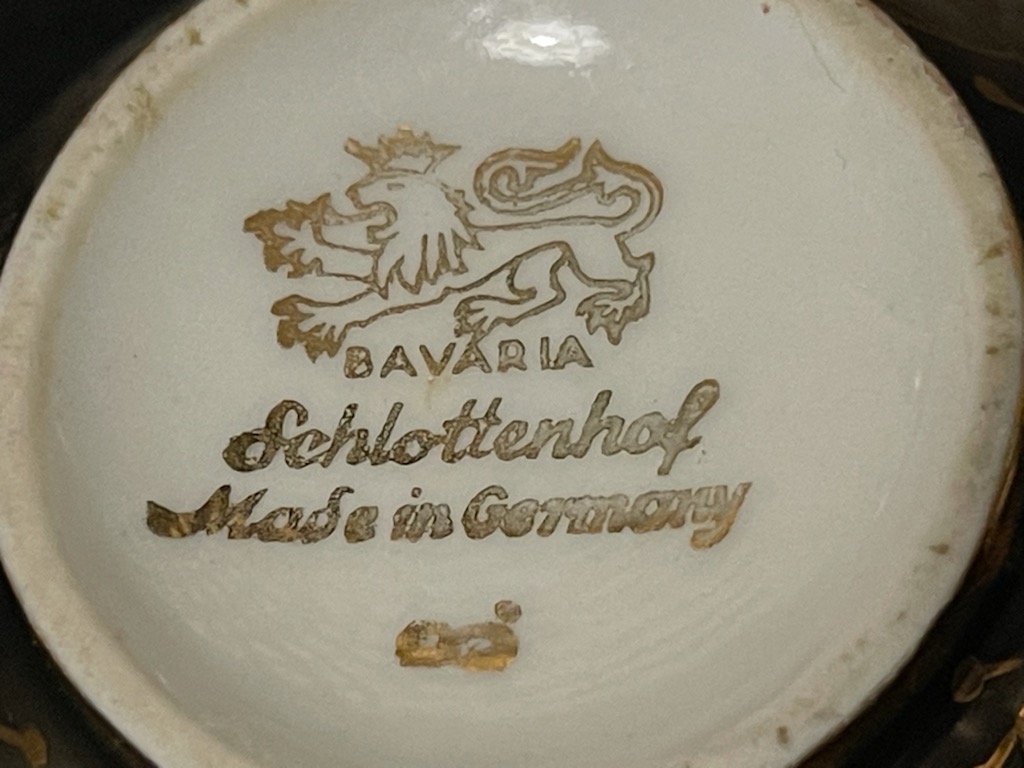 BAVARIA
Schlottenhof
Made in Germany